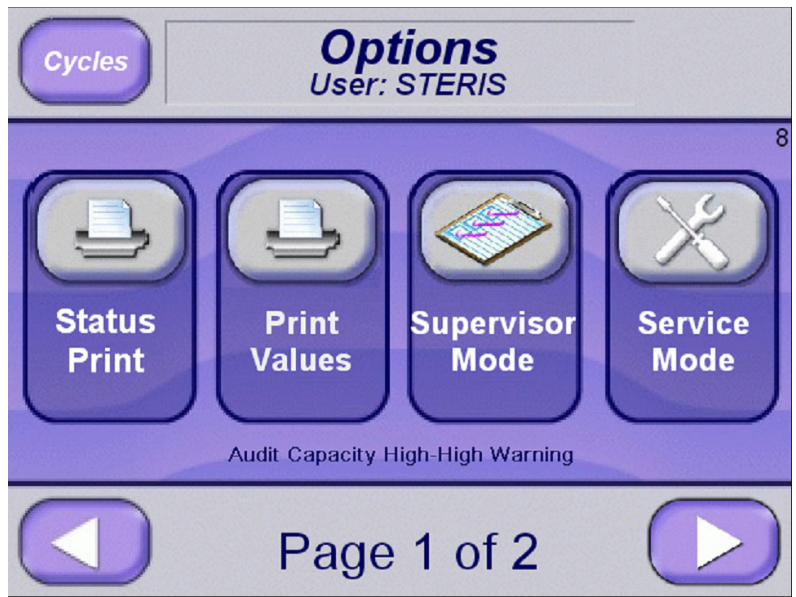 Cycles
Options
User: STERIS
8
Status
Print
Print
Values
Supervisor
Mode
Service
Mode
Audit Capacity High-High Warning
Page 1 of 2